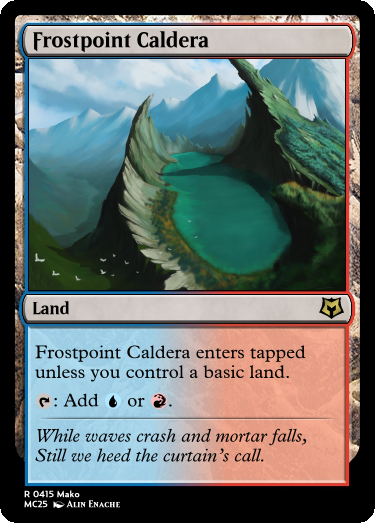 Frostpoint Caldera
Land
Frostpoint Caldera enters tapped
unless you control a basic land.
: Add or .
While waves crash and mortar falls,
Still we heed the curtain's call.
R 0415 Mako
MC25 Alin Enache